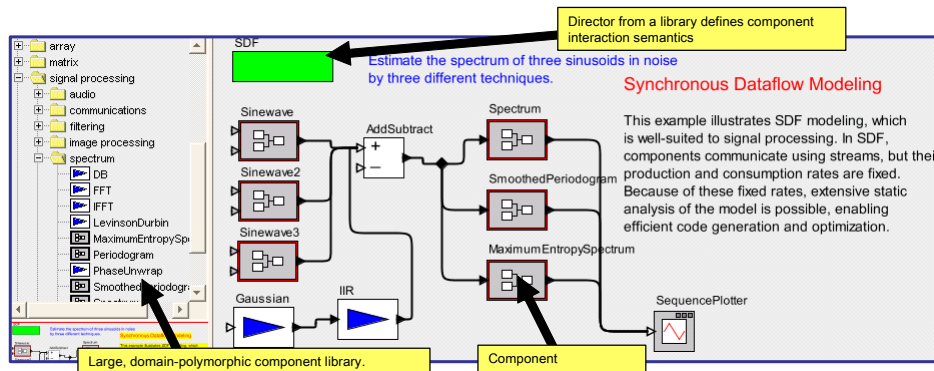 Director from a library defines component
interaction semantics
array
matrix
signal processing
audio
communications
filtering
image processing
spectrum
DB
FFT
IFFT
LevinsonDurbin
MaximumEntropySpe
Periodogram
PhaseUnwrap
SmoothedPeriodogra
SDF
Estimate the spectrum of three sinusoids in noise
by three different techniques.
Synchronous Dataflow Modeling
This example illustrates SDF modeling, which
is well-suited to signal processing. In SDF,
components communicate using streams, but thei
production and consumption rates are fixed.
Because of these fixed rates, extensive static
analysis of the model is possible, enabling
efficient code generation and optimization.
Sinewave
Sinewave2
Sinewave3
Gaussian
IIR
AddSubtract
+
−
Spectrum
SmoothedPeriodogram
MaximumEntropySpectrum
SequencePlotter
Large, domain-polymorphic component library.
Component